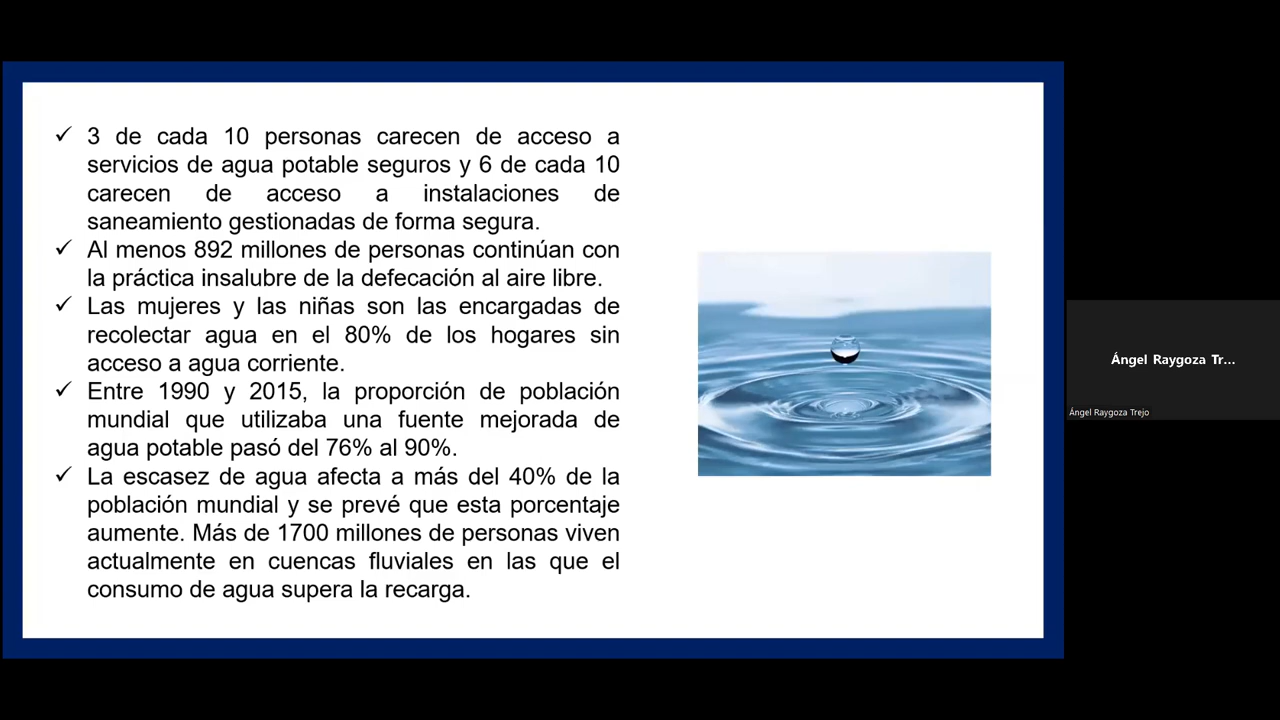 ✓ 3 de cada 10 personas carecen de acceso a
servicios de agua potable seguros y 6 de cada 10
carecen de acceso a instalaciones de
saneamiento gestionadas de forma segura.
✓ Al menos 892 millones de personas continúan con
la práctica insalubre de la defecación al aire libre.
✓ Las mujeres y las niñas son las encargadas de
recolectar agua en el 80% de los hogares sin
acceso a agua corriente.
✓ Entre 1990 y 2015, la proporción de población
mundial que utilizaba una fuente mejorada de
agua potable pasó del 76% al 90%.
✓ La escasez de agua afecta a más del 40% de la
población mundial y se prevé que esta porcentaje
aumente. Más de 1700 millones de personas viven
actualmente en cuencas fluviales en las que el
consumo de agua supera la recarga.
Ángel Raygoza Tr...
Ángel Raygoza Trejo